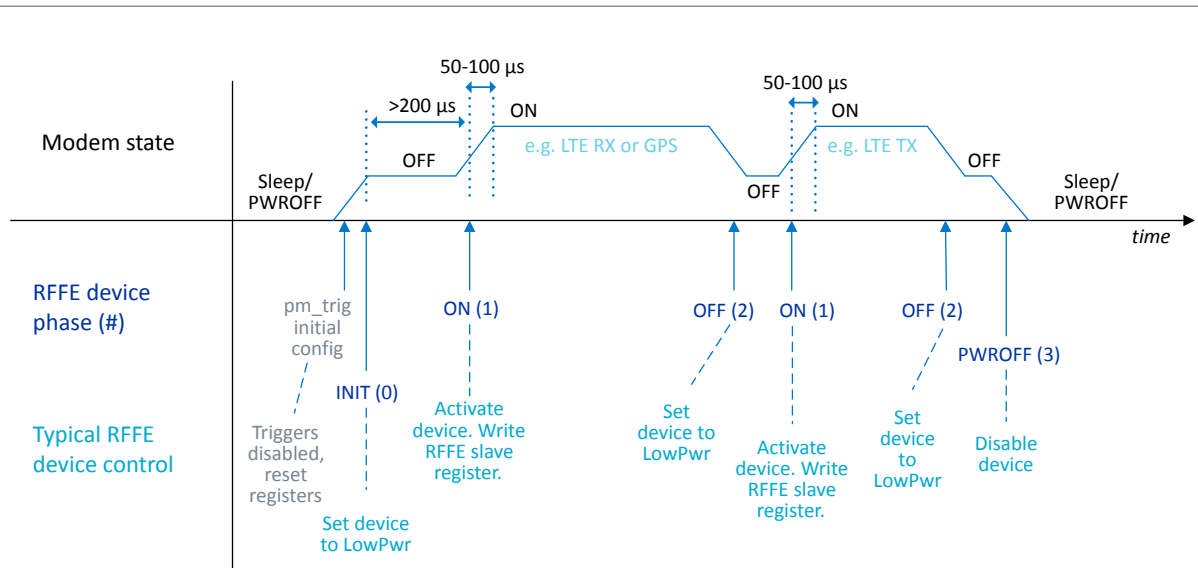 50-100 µs
50-100 µs
>200 µs
ON
ON
Modem state
e.g. LTE RX or GPS
e.g. LTE TX
OFF
OFF
Sleep/
PWROFF
OFF
Sleep/
PWROFF
time
RFFE device
phase (#)
pm_trig
initial
config
ON (1)
OFF (2)
ON (1)
OFF (2)
PWROFF (3)
INIT (0)
Typical RFFE
device control
Triggers
disabled,
reset
registers
Set device
to LowPwr
Activate
device. Write
RFFE slave
register.
Set
device to
LowPwr
Activate
device. Write
RFFE slave
register.
Set
device
to
LowPwr
Disable
device